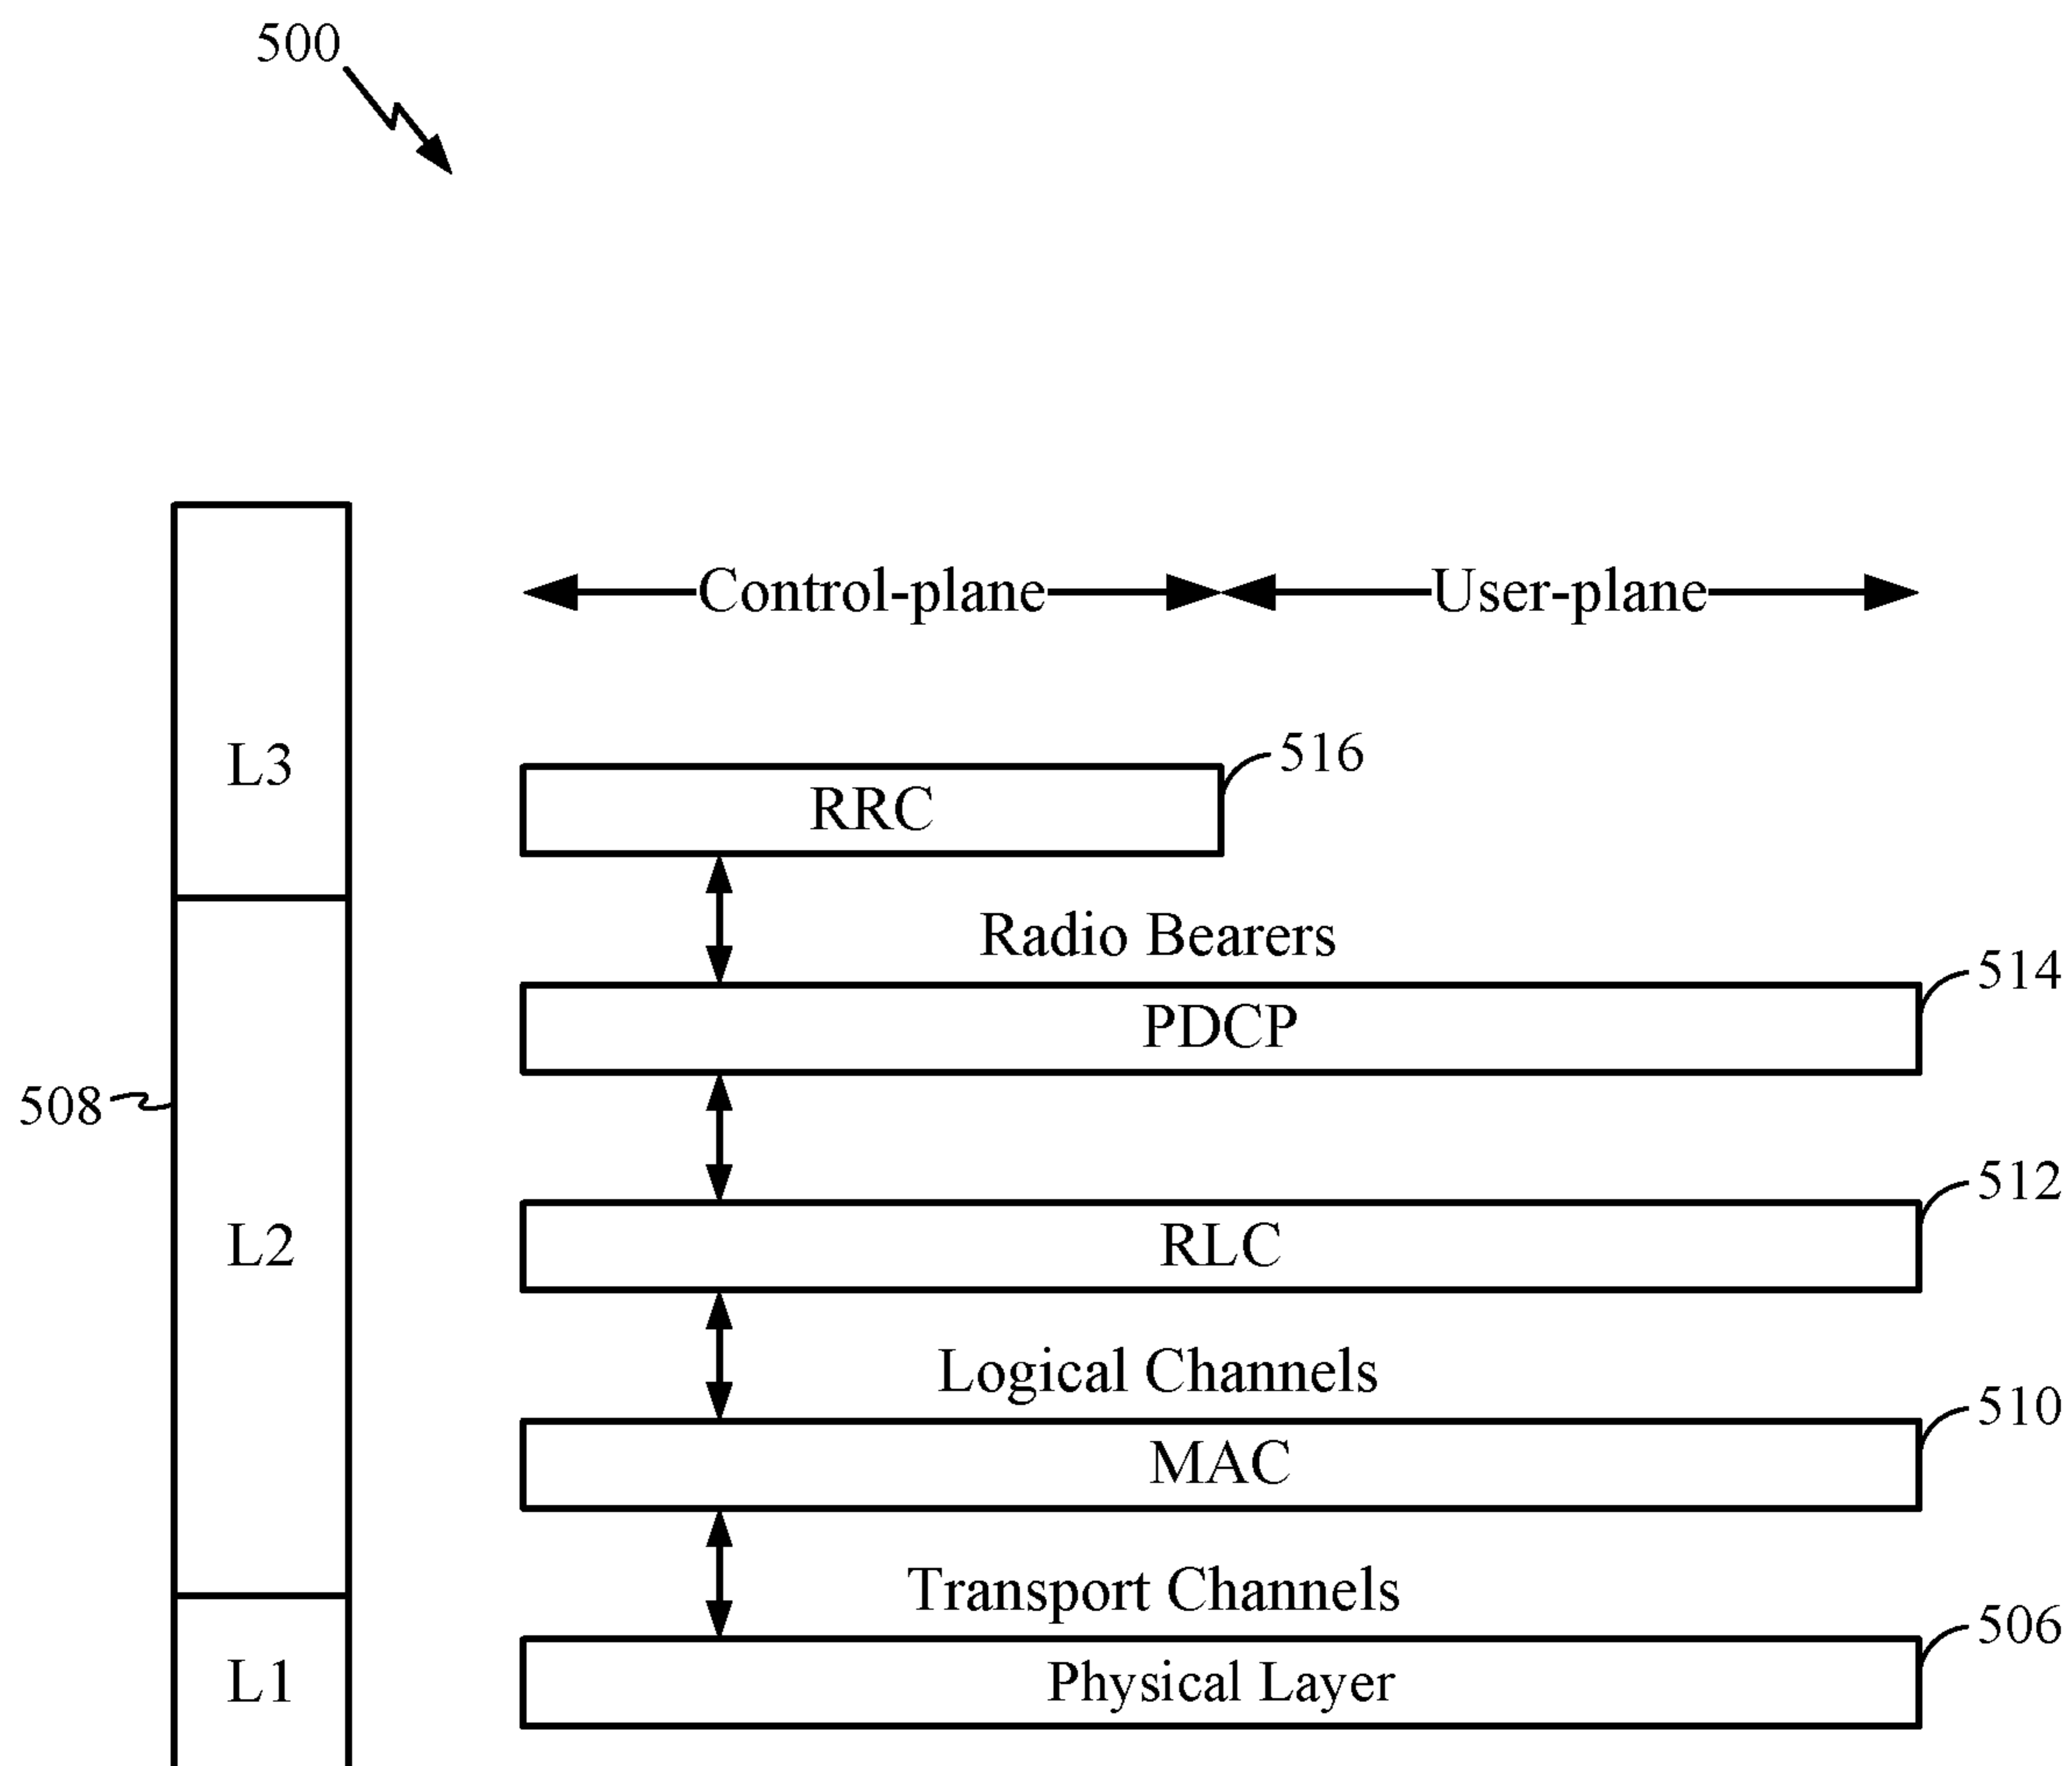 500
Control-plane User-plane
L3
516
RRC
Radio Bearers
514
PDCP
508
512
L2
RLC
Logical Channels
510
MAC
Transport Channels
506
L1
Physical Layer